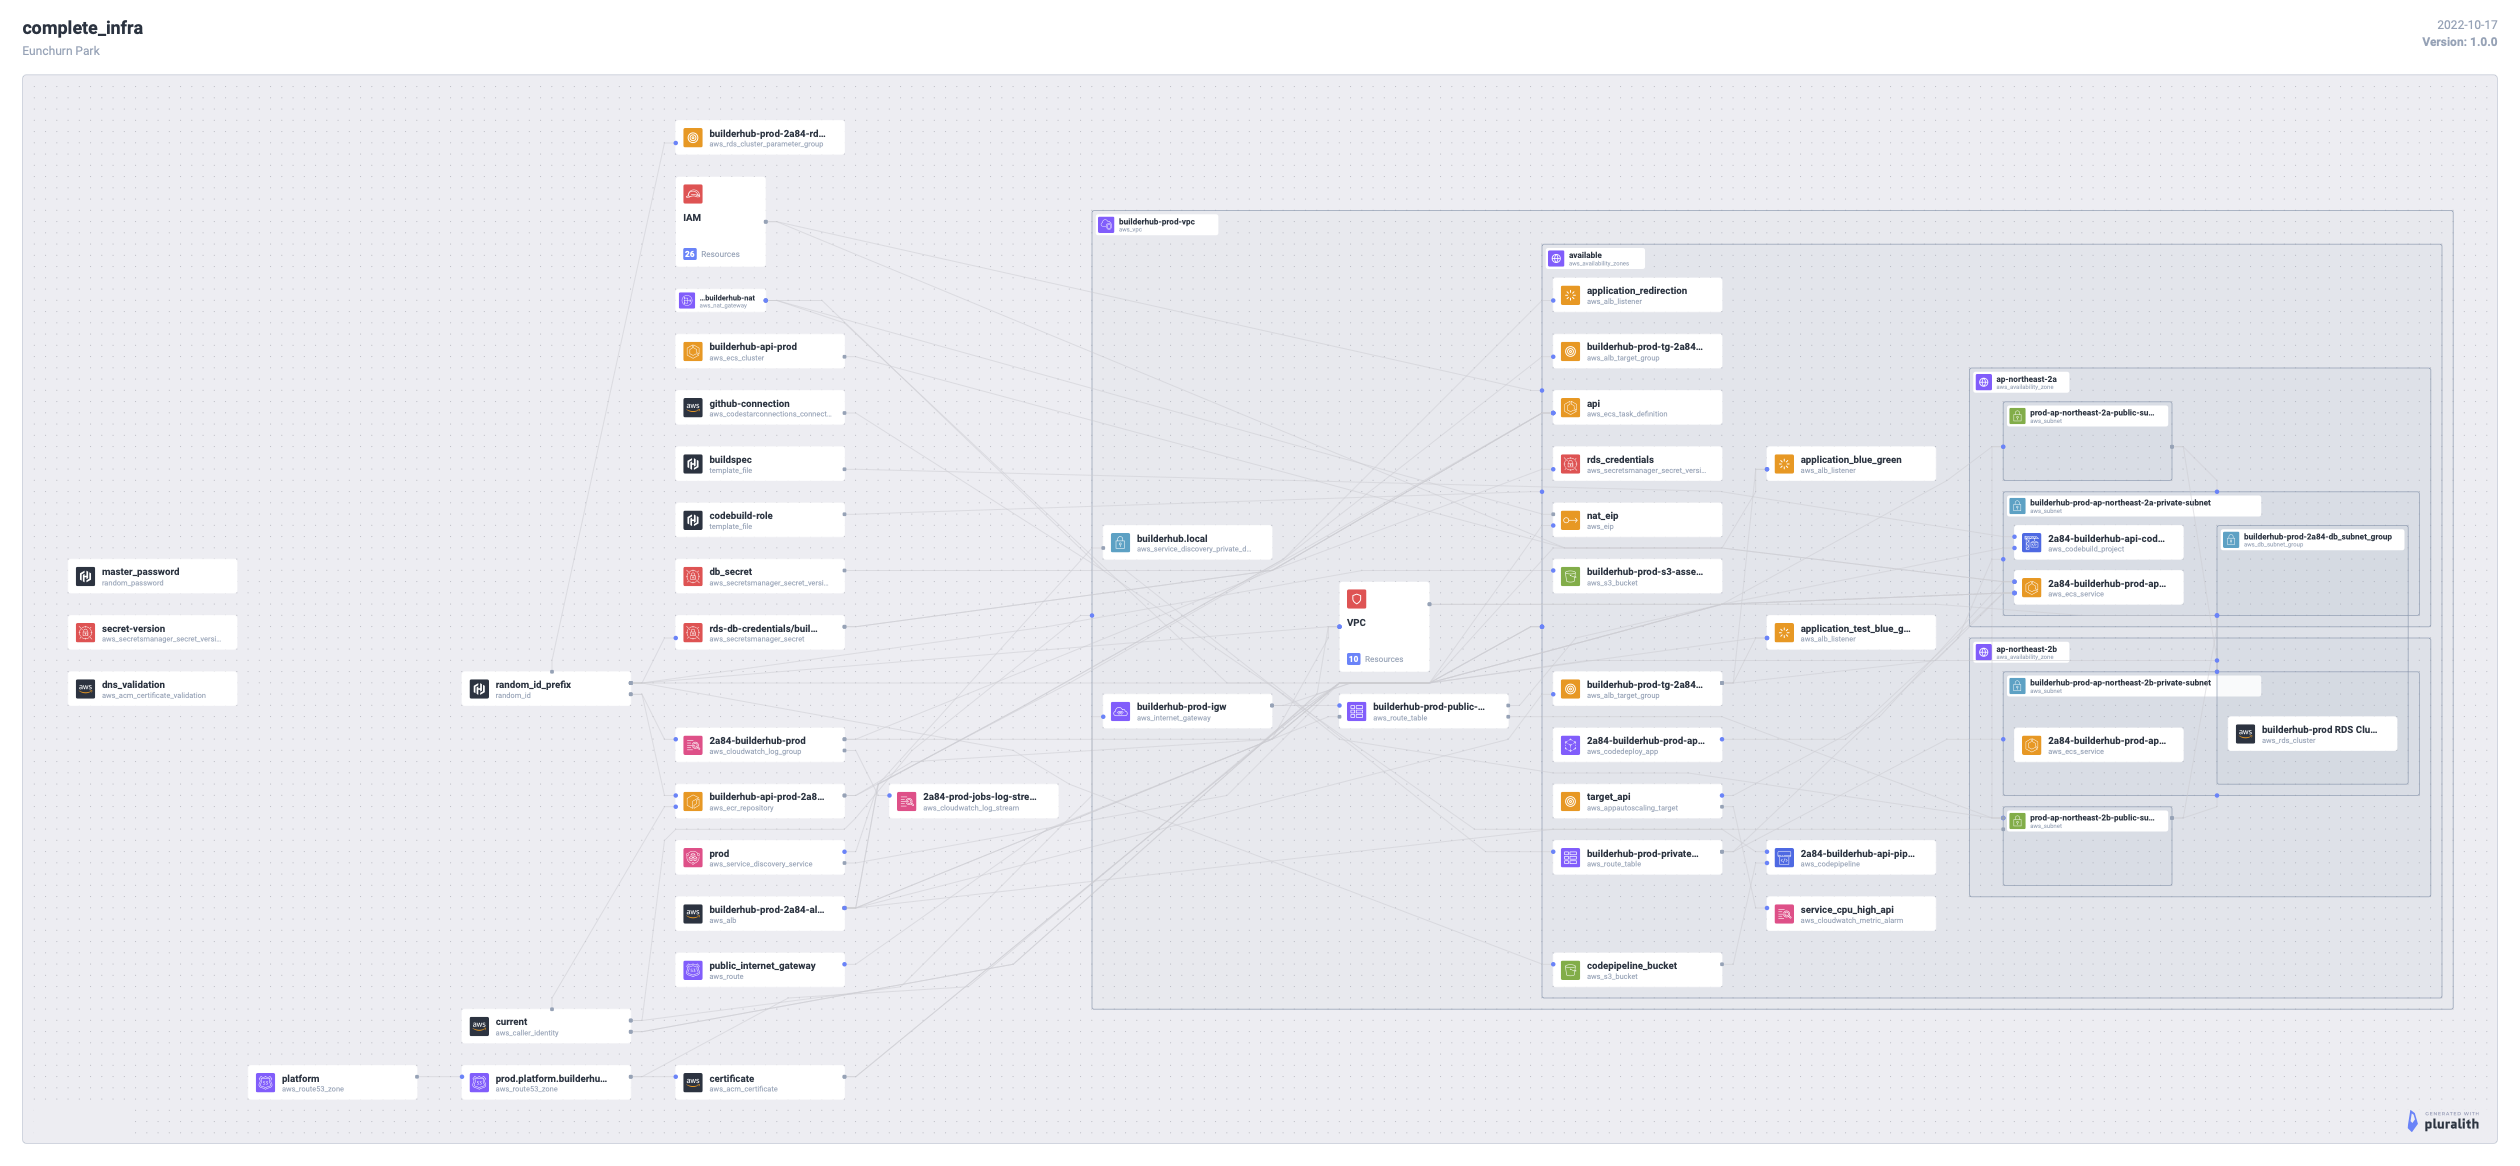 complete_infra
Eunchurn Park
2022-10-17
Version: 1.0.0
builderhub-prod-2a84-rd...
aws_rds_cluster_parameter_group
IAM
26 Resources
...builderhub-nat
aws_nat_gateway
builderhub-api-prod
aws_ecs_cluster
github-connection
aws_codestarconnections_connect...
buildspec
template_file
codebuild-role
template_file
master_password
random_password
db_secret
aws_secretsmanager_secret_versi...
secret-version
aws_secretsmanager_secret_versi...
rds-db-credentials/buil...
aws_secretsmanager_secret
dns_validation
aws_acm_certificate_validation
random_id_prefix
random_id
2a84-builderhub-prod
aws_cloudwatch_log_group
builderhub-api-prod-2a8...
aws_ecr_repository
2a84-prod-jobs-log-stre...
aws_cloudwatch_log_stream
prod
aws_service_discovery_service
builderhub-prod-2a84-al...
aws_alb
public_internet_gateway
aws_route
current
aws_caller_identity
platform
aws_route53_zone
prod.platform.builderhu...
aws_route53_zone
certificate
aws_acm_certificate
builderhub-prod-vpc
aws_vpc
builderhub.local
aws_service_discovery_private_d...
VPC
10 Resources
builderhub-prod-igw
aws_internet_gateway
builderhub-prod-public-...
aws_route_table
available
aws_availability_zones
application_redirection
aws_alb_listener
builderhub-prod-tg-2a84...
aws_alb_target_group
api
aws_ecs_task_definition
rds_credentials
aws_secretsmanager_secret_versi...
application_blue_green
aws_alb_listener
nat_eip
aws_eip
builderhub-prod-s3-asse...
aws_s3_bucket
application_test_blue_g...
aws_alb_listener
builderhub-prod-tg-2a84...
aws_alb_target_group
2a84-builderhub-prod-ap...
aws_codedeploy_app
target_api
aws_appautoscaling_target
builderhub-prod-private...
aws_route_table
2a84-builderhub-api-pip...
aws_codepipeline
service_cpu_high_api
aws_cloudwatch_metric_alarm
codepipeline_bucket
aws_s3_bucket
ap-northeast-2a
aws_availability_zone
prod-ap-northeast-2a-public-su...
aws_subnet
builderhub-prod-ap-northeast-2a-private-subnet
aws_subnet
2a84-builderhub-api-cod...
aws_codebuild_project
builderhub-prod-2a84-db_subnet_group
aws_db_subnet_group
2a84-builderhub-prod-ap...
aws_ecs_service
ap-northeast-2b
aws_availability_zone
builderhub-prod-ap-northeast-2b-private-subnet
aws_subnet
2a84-builderhub-prod-ap...
aws_ecs_service
builderhub-prod RDS Clu...
aws_rds_cluster
prod-ap-northeast-2b-public-su...
aws_subnet
GENERATED WITH
pluralith